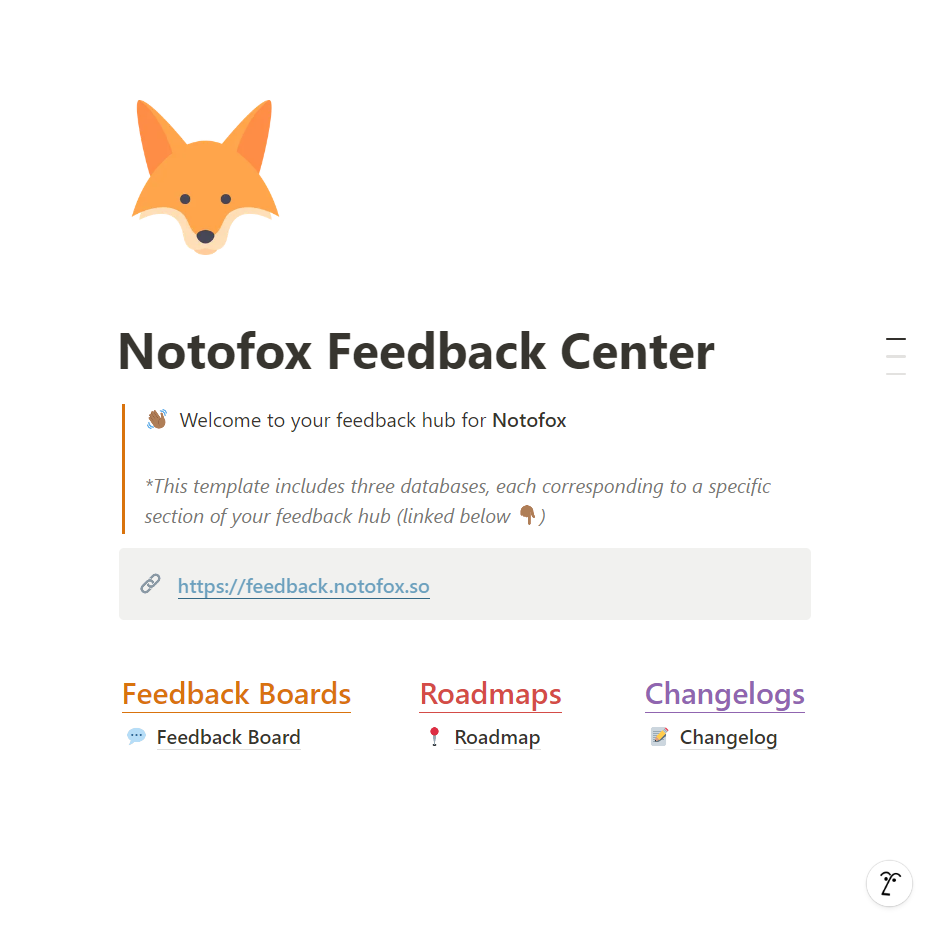 Notofox Feedback Center
👋🏽 Welcome to your feedback hub for Notofox
*This template includes three databases, each corresponding to a specific
section of your feedback hub (linked below 👇🏽)
🔗 https://feedback.notofox.so
Feedback Boards
💬 Feedback Board
Roadmaps
📍 Roadmap
Changelogs
📝 Changelog